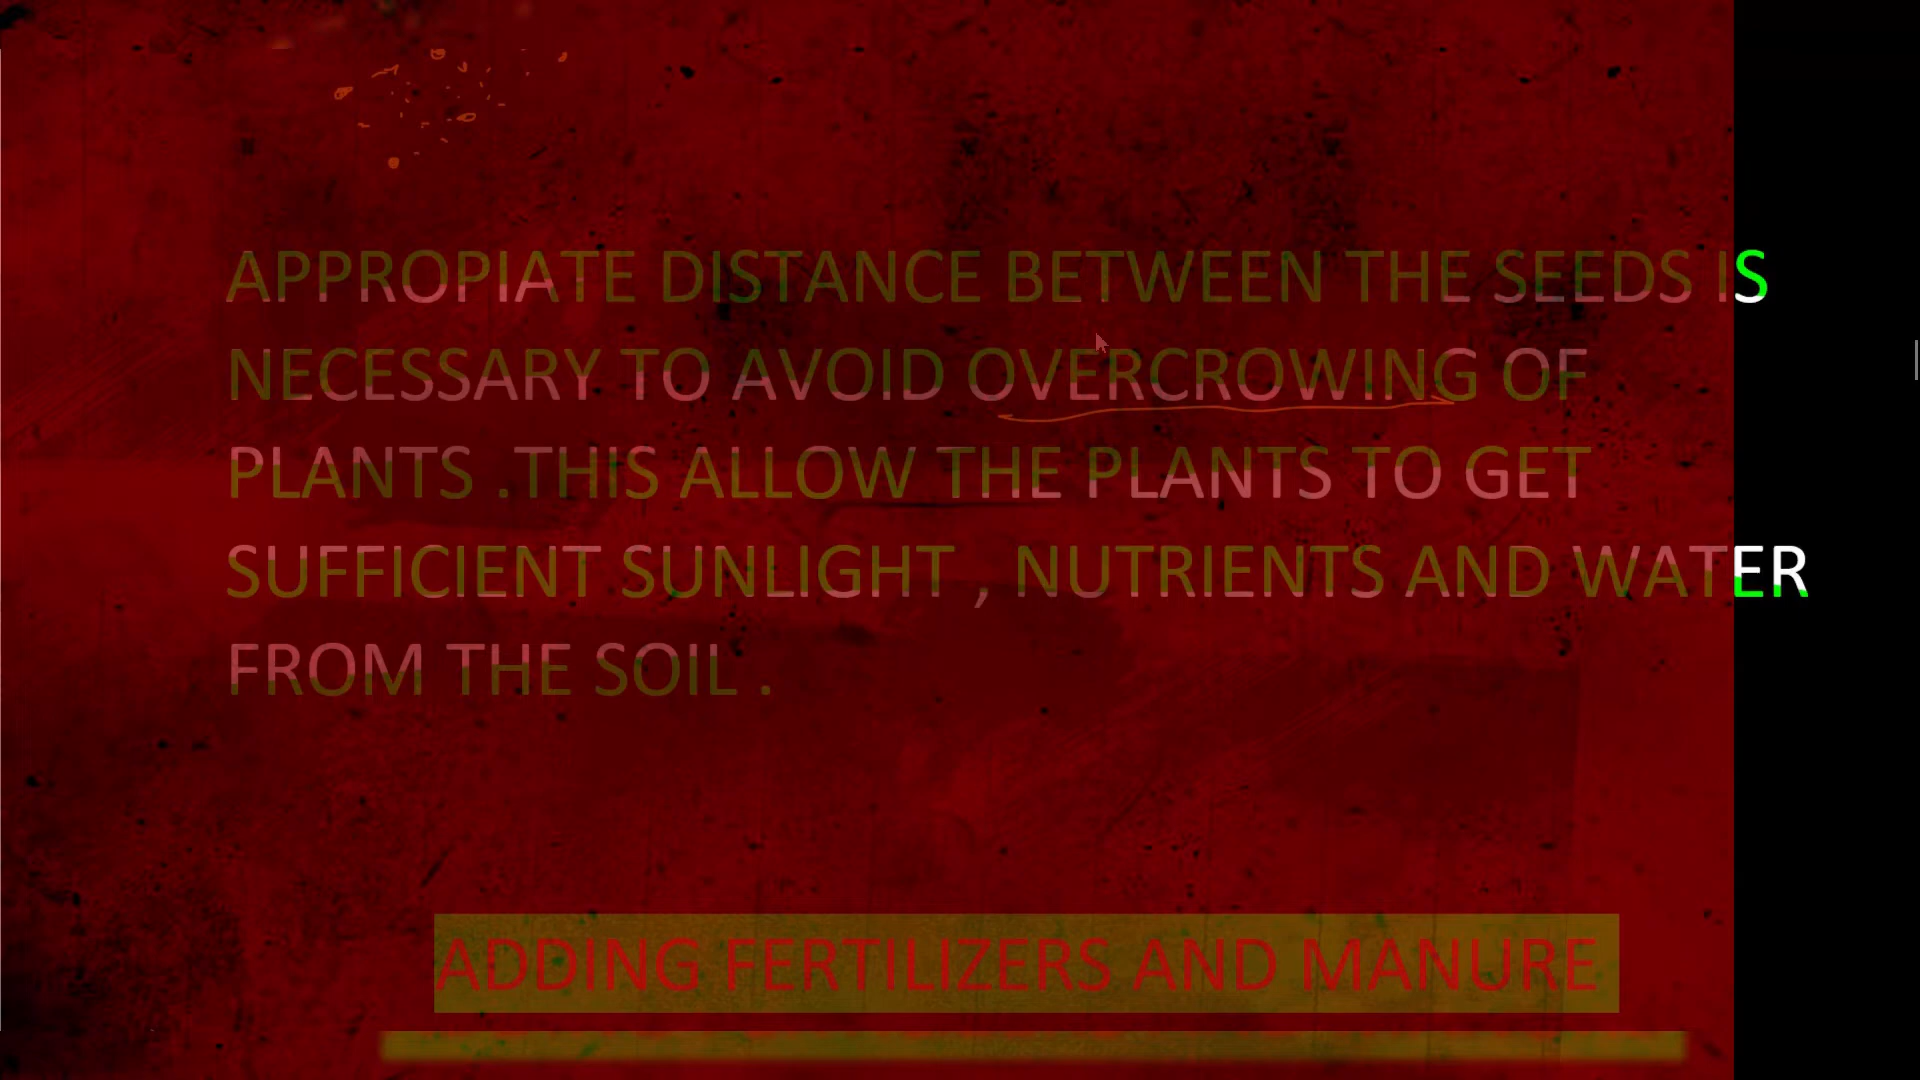 APPROPIATE DISTANCE BETWEEN THE SEEDS IS
NECESSARY TO AVOID OVERCROWING OF
PLANTS .THIS ALLOW THE PLANTS TO GET
SUFFICIENT SUNLIGHT , NUTRIENTS AND WATER
FROM THE SOIL .
ADDING FERTILIZERS AND MANURE